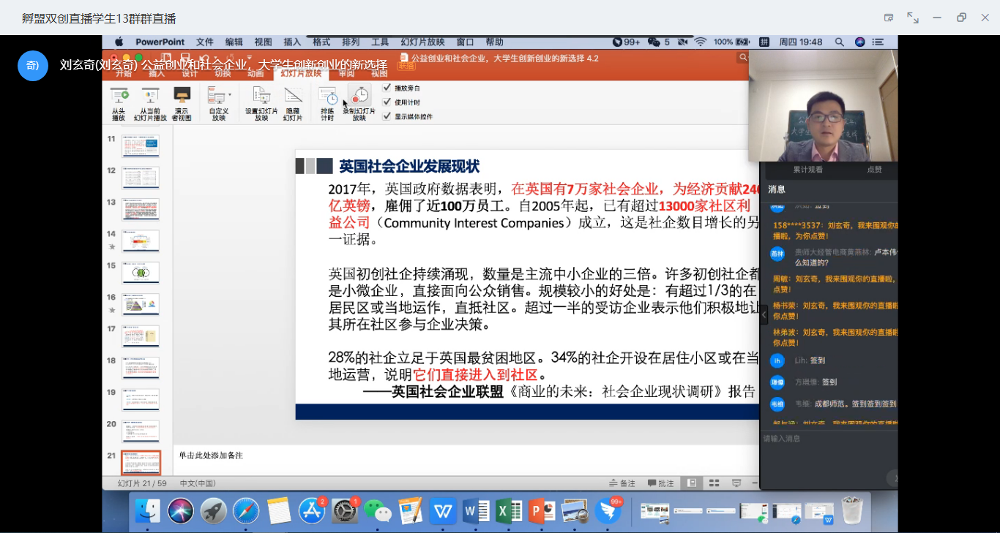 孵盟双创直播学生13群群直播
PowerPoint 文件 编辑 视图 插入 格式 排列 工具 幻灯片放映 窗口 帮助
99+ 5 100% 拼 周四 19:48
奇) 刘玄奇(刘玄奇) 公益创业和社会企业，大学生创新创业的新选择
公益创业和社会企业，大学生创新创业的新选择 4.2
开始 插入 设计 切换 动画 幻灯片放映 审阅 视图
从头播放
从当前幻灯片播放
演示者视图
自定义放映
设置幻灯片放映
隐藏幻灯片
排练计时
录制幻灯片放映
播放旁白
使用计时
显示媒体控件
11
12
13
14
15
16
17
18
19
20
21
英国社会企业发展现状
2017年，英国政府数据表明，在英国有7万家社会企业，为经济贡献240
亿英镑，雇佣了近100万员工。自2005年起，已有超过13000家社区利
益公司（Community Interest Companies）成立，这是社企数目增长的另
一证据。
英国初创社企持续涌现，数量是主流中小企业的三倍。许多初创社企都
是小微企业，直接面向公众销售。规模较小的好处是：有超过1/3的在
居民区或当地运作，直抵社区。超过一半的受访企业表示他们积极地让
其所在社区参与企业决策。
28%的社企立足于英国最贫困地区。34%的社企开设在居住小区或在当
地运营，说明它们直接进入到社区。
——英国社会企业联盟《商业的未来：社会企业现状调研》报告
单击此处添加备注
幻灯片 21 / 59 中文(中国)
备注 批注
累计观看 点赞
消息
签到
158****3537: 刘玄奇，我来围观你的
播啦，为你点赞！
燕林 贵师大经管电商黄燕林: 卢本伟
么知道的?
周敏: 刘玄奇，我来围观你的直播啦，
点赞！
杨书荣: 刘玄奇，我来围观你的直播啦
你点赞！
林弟波: 刘玄奇，我来围观你的直播啦
你点赞！
ih Lih: 签到
签到
韦维 韦维: 成都师范。签到签到签到
请输入消息
2
1
99+